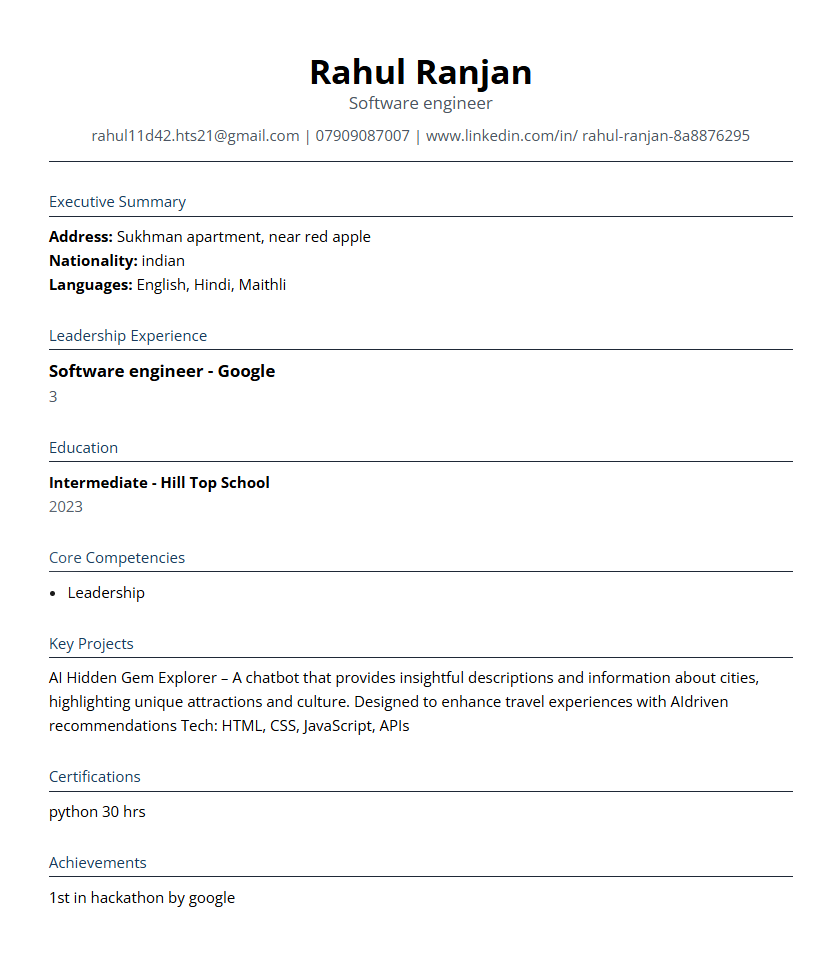 Rahul Ranjan
Software engineer
rahul11d42.hts21@gmail.com | 07909087007 | www.linkedin.com/in/ rahul-ranjan-8a8876295
Executive Summary
Address: Sukhman apartment, near red apple
Nationality: indian
Languages: English, Hindi, Maithli
Leadership Experience
Software engineer - Google
3
Education
Intermediate - Hill Top School
2023
Core Competencies
• Leadership
Key Projects
AI Hidden Gem Explorer – A chatbot that provides insightful descriptions and information about cities,
highlighting unique attractions and culture. Designed to enhance travel experiences with AIdriven
recommendations Tech: HTML, CSS, JavaScript, APIs
Certifications
python 30 hrs
Achievements
1st in hackathon by google